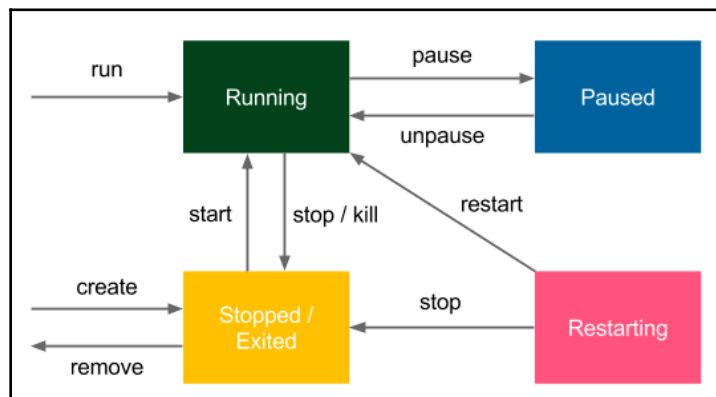 run
Running
pause
Paused
unpause
start
stop / kill
restart
create
Stopped /
Exited
stop
Restarting
remove